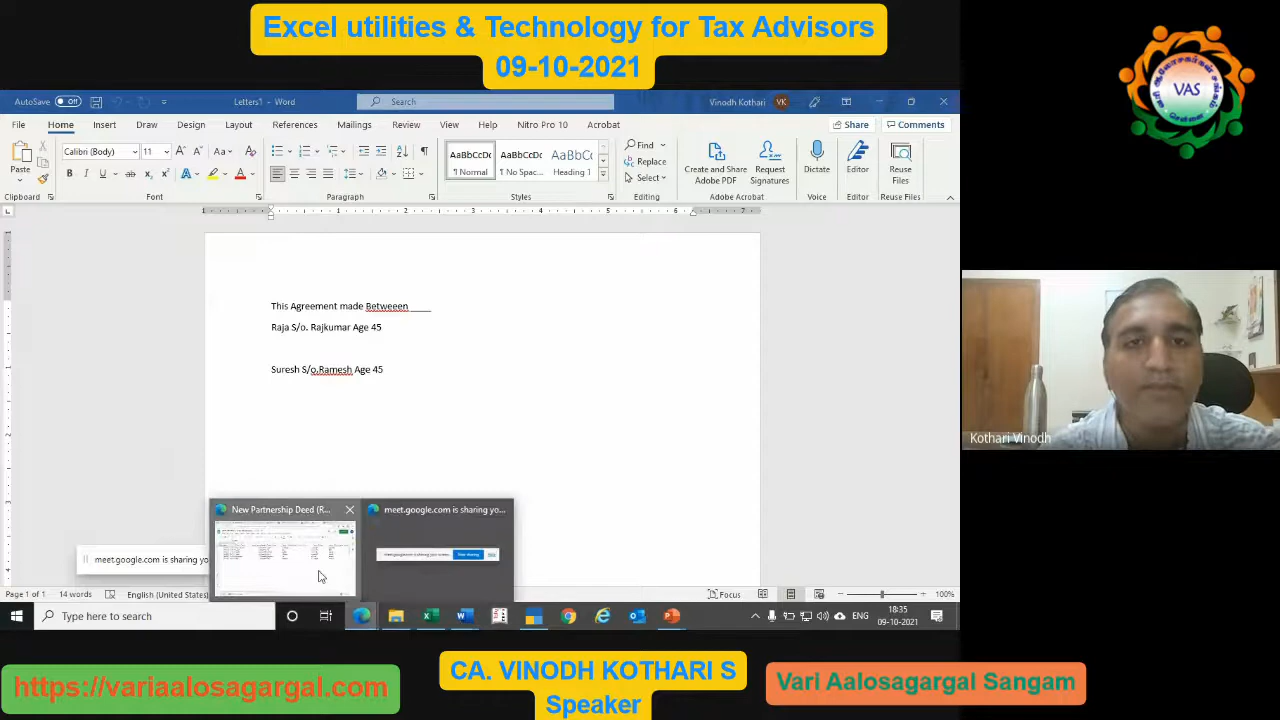 Excel utilities & Technology for Tax Advisors
09-10-2021
VAS
AutoSave Off
Letters1 - Word
Search
Vinodh Kothari VK
File Home Insert Draw Design Layout References Mailings Review View Help Nitro Pro 10 Acrobat
Share Comments
Paste
Calibri (Body) 11
AaBbCcDc AaBbCcDc AaBbC
¶ Normal ¶ No Spac... Heading 1
Find
Replace
Select
Create and Share
Adobe PDF
Request
Signatures
Dictate
Editor
Reuse
Files
Clipboard Font Paragraph Styles Editing Adobe Acrobat Voice Editor Reuse Files
This Agreement made Betweeen ____
Raja S/o. Rajkumar Age 45
Suresh S/o.Ramesh Age 45
Kothari Vinodh
New Partnership Deed (R...
meet.google.com is sharing yo...
meet.google.com is sharing yo
Page 1 of 1 14 words English (United States)
Focus 100%
Type here to search
ENG
18:35
09-10-2021
https://variaalosagargal.com
CA. VINODH KOTHARI S
Speaker
Vari Aalosagargal Sangam